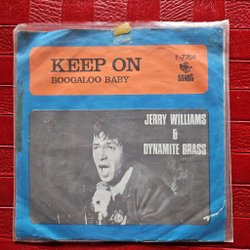 KEEP ON
BOOGALOO BABY
JERRY WILLIAMS
&
DYNAMITE BRASS